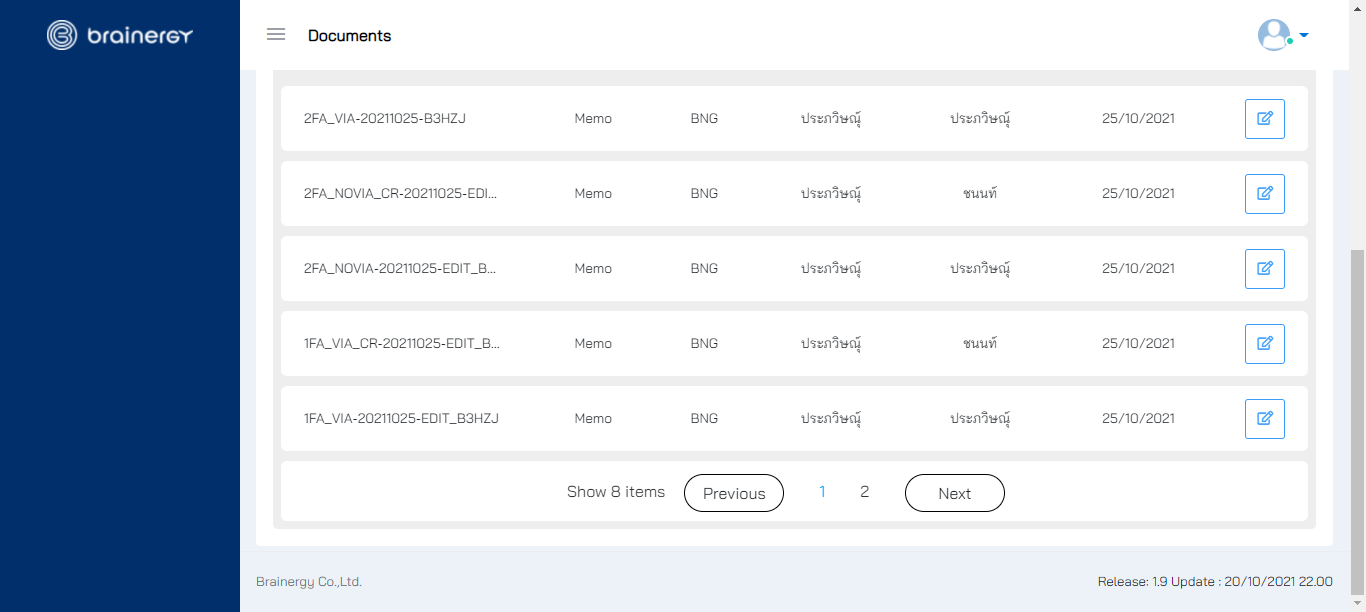 brainergy
Documents
2FA_VIA-20211025-B3HZJ Memo BNG ประภวิษณุ์ ประภวิษณุ์ 25/10/2021
2FA_NOVIA_CR-20211025-EDI... Memo BNG ประภวิษณุ์ ชนนท์ 25/10/2021
2FA_NOVIA-20211025-EDIT_B... Memo BNG ประภวิษณุ์ ประภวิษณุ์ 25/10/2021
1FA_VIA_CR-20211025-EDIT_B... Memo BNG ประภวิษณุ์ ชนนท์ 25/10/2021
1FA_VIA-20211025-EDIT_B3HZJ Memo BNG ประภวิษณุ์ ประภวิษณุ์ 25/10/2021
Show 8 items Previous 1 2 Next
Brainergy Co.,Ltd. Release: 1.9 Update : 20/10/2021 22.00